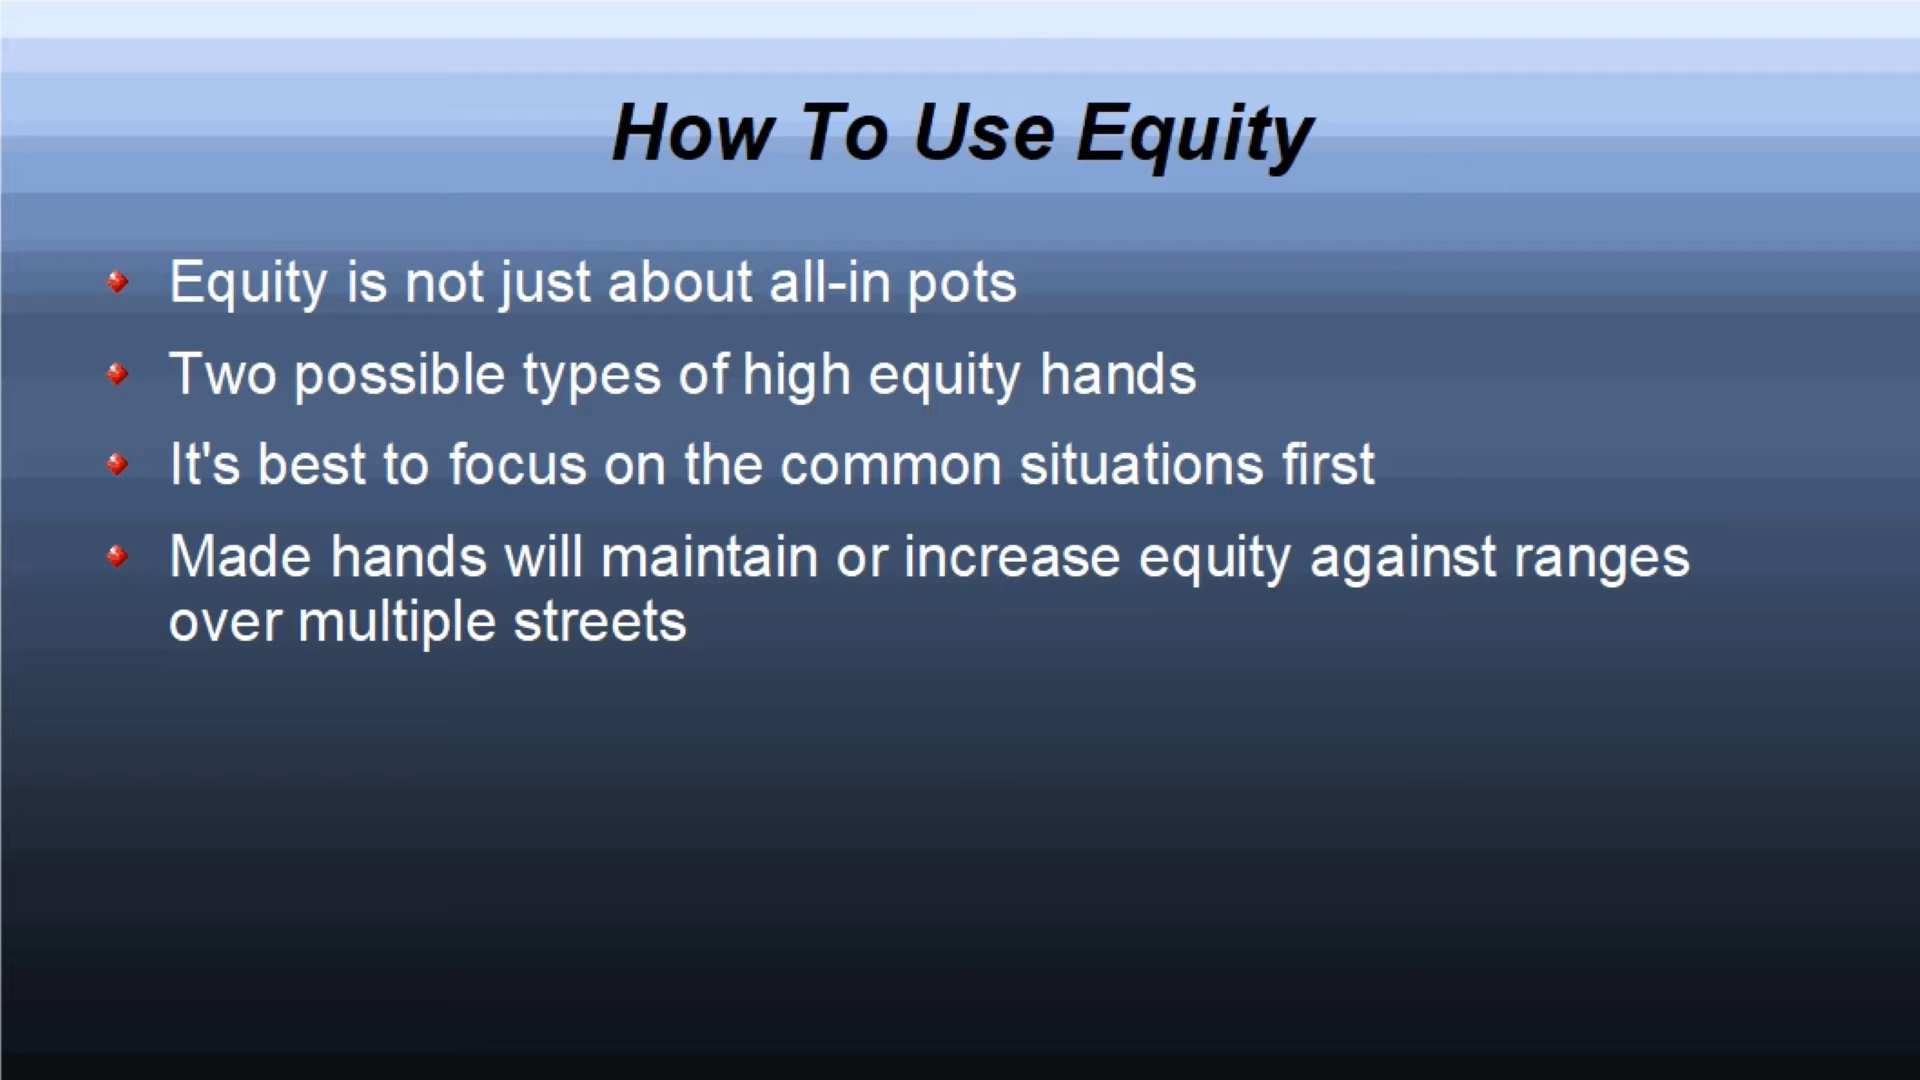 How To Use Equity
Equity is not just about all-in pots
Two possible types of high equity hands
It's best to focus on the common situations first
Made hands will maintain or increase equity against ranges
over multiple streets